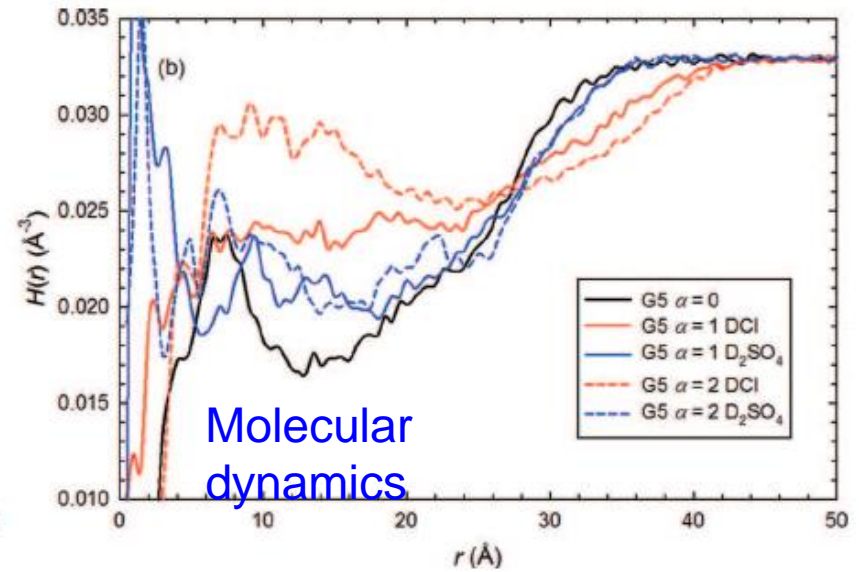 0.035
0.030
0.025
0.020
0.015
0.010
H(r) (Å⁻³)
(b)
G5 α = 0
G5 α = 1 DCl
G5 α = 1 D₂SO₄
G5 α = 2 DCl
G5 α = 2 D₂SO₄
Molecular
dynamics
0 10 20 30 40 50
r (Å)